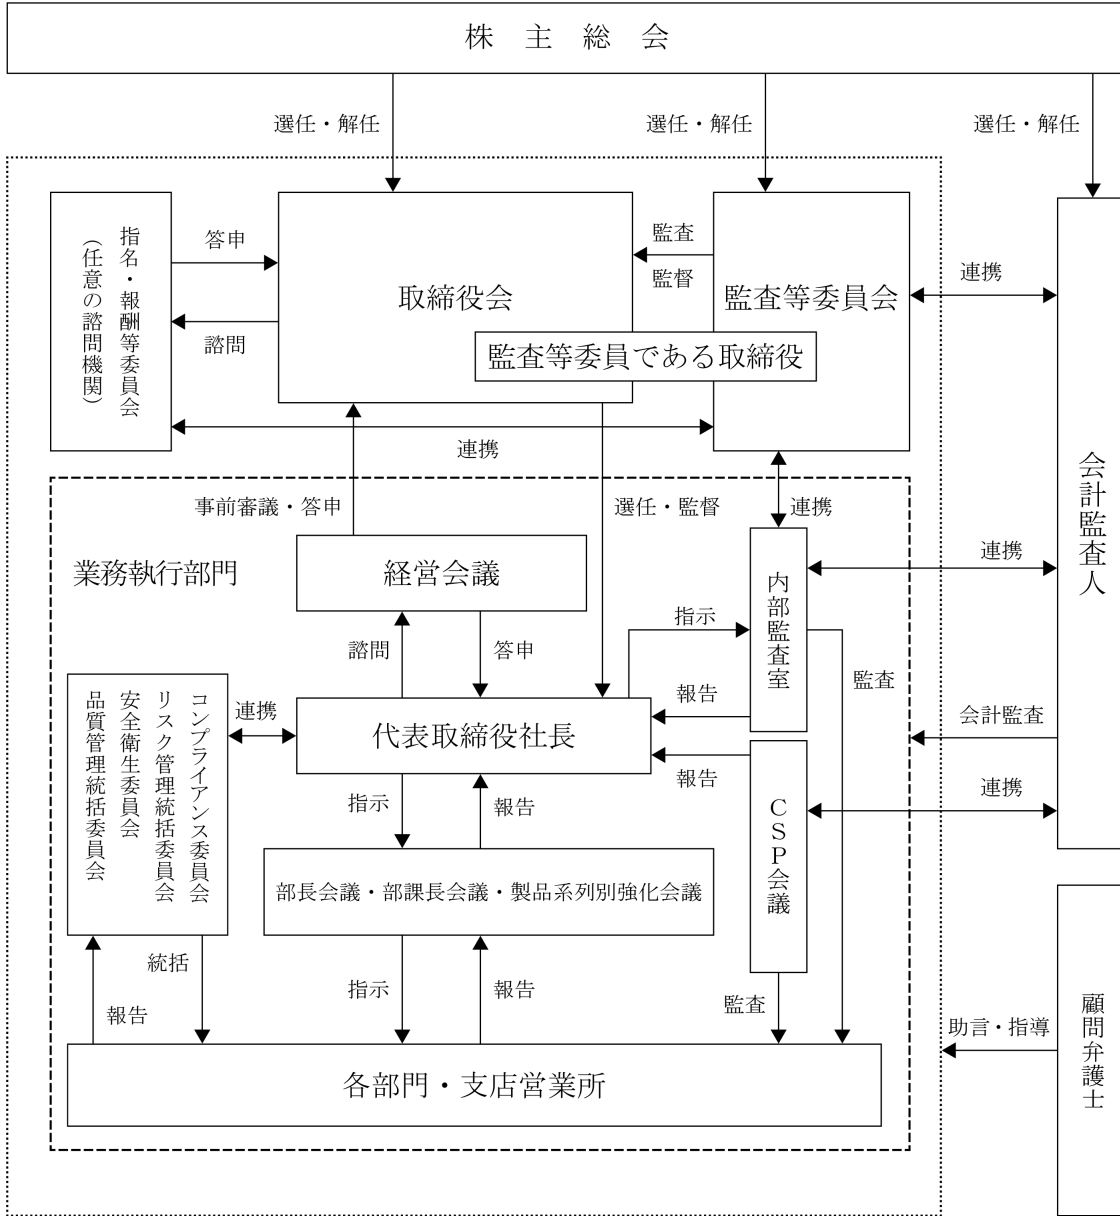 株主総会
選任・解任
選任・解任
選任・解任
指名・報酬等委員会
(任意の諮問機関)
答申
諮問
取締役会
監査
監督
監査等委員会
監査等委員である取締役
連携
連携
会計監査人
事前審議・答申
選任・監督
連携
業務執行部門
経営会議
内部監査室
連携
諮問
答申
指示
監査
コンプライアンス委員会
リスク管理統括委員会
安全衛生委員会
品質管理統括委員会
連携
代表取締役社長
報告
報告
会計監査
指示
報告
CSP会議
連携
部長会議・部課長会議・製品系列別強化会議
統括
報告
指示
報告
監査
各部門・支店営業所
助言・指導
顧問弁護士